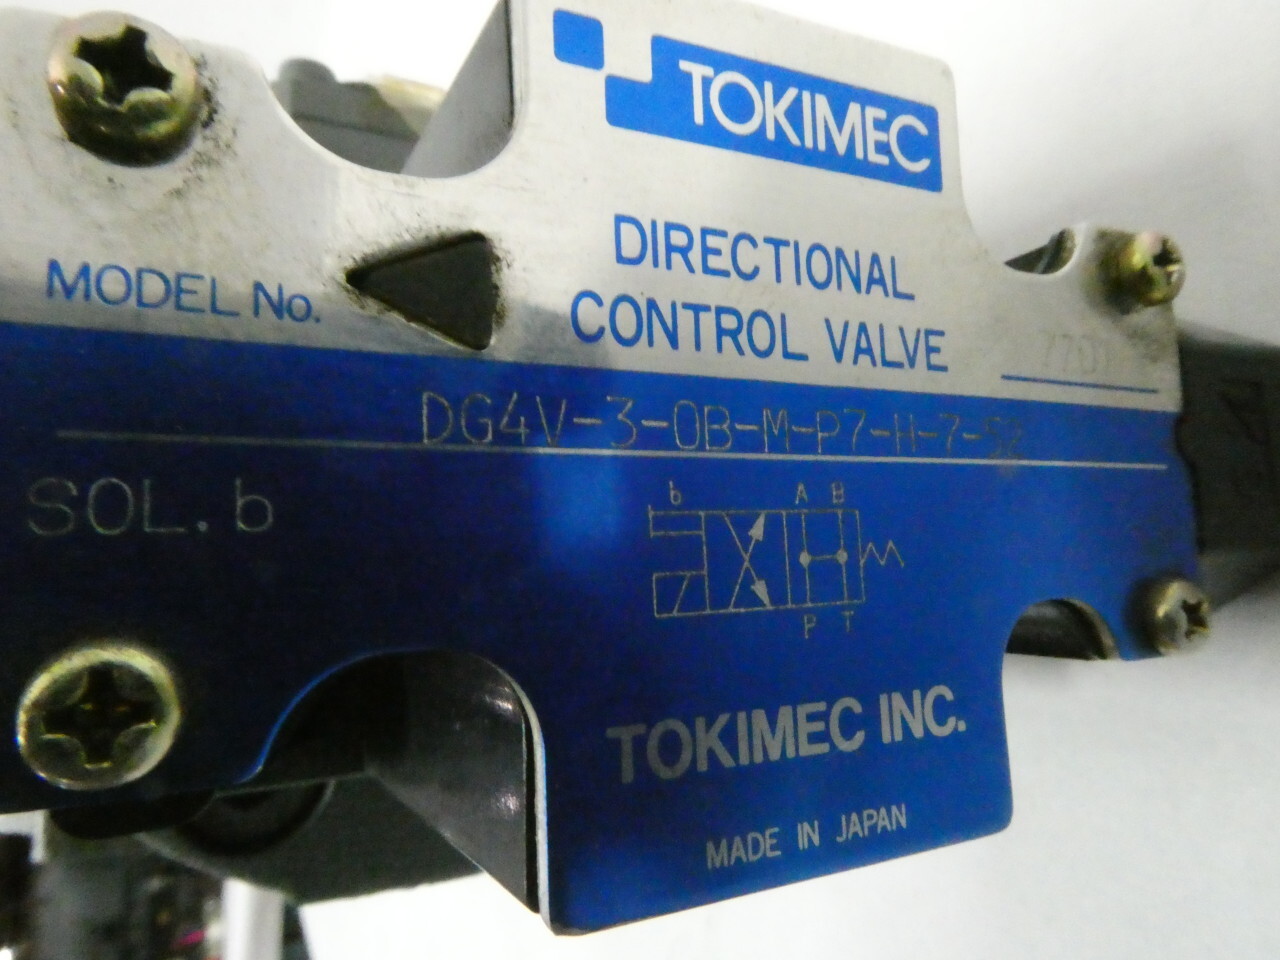 TOKIMEC
DIRECTIONAL
CONTROL VALVE
MODEL No.
DG4V-3-0B-M-P7-H-7-52
SOL.b
b A B
P T
TOKIMEC INC.
MADE IN JAPAN